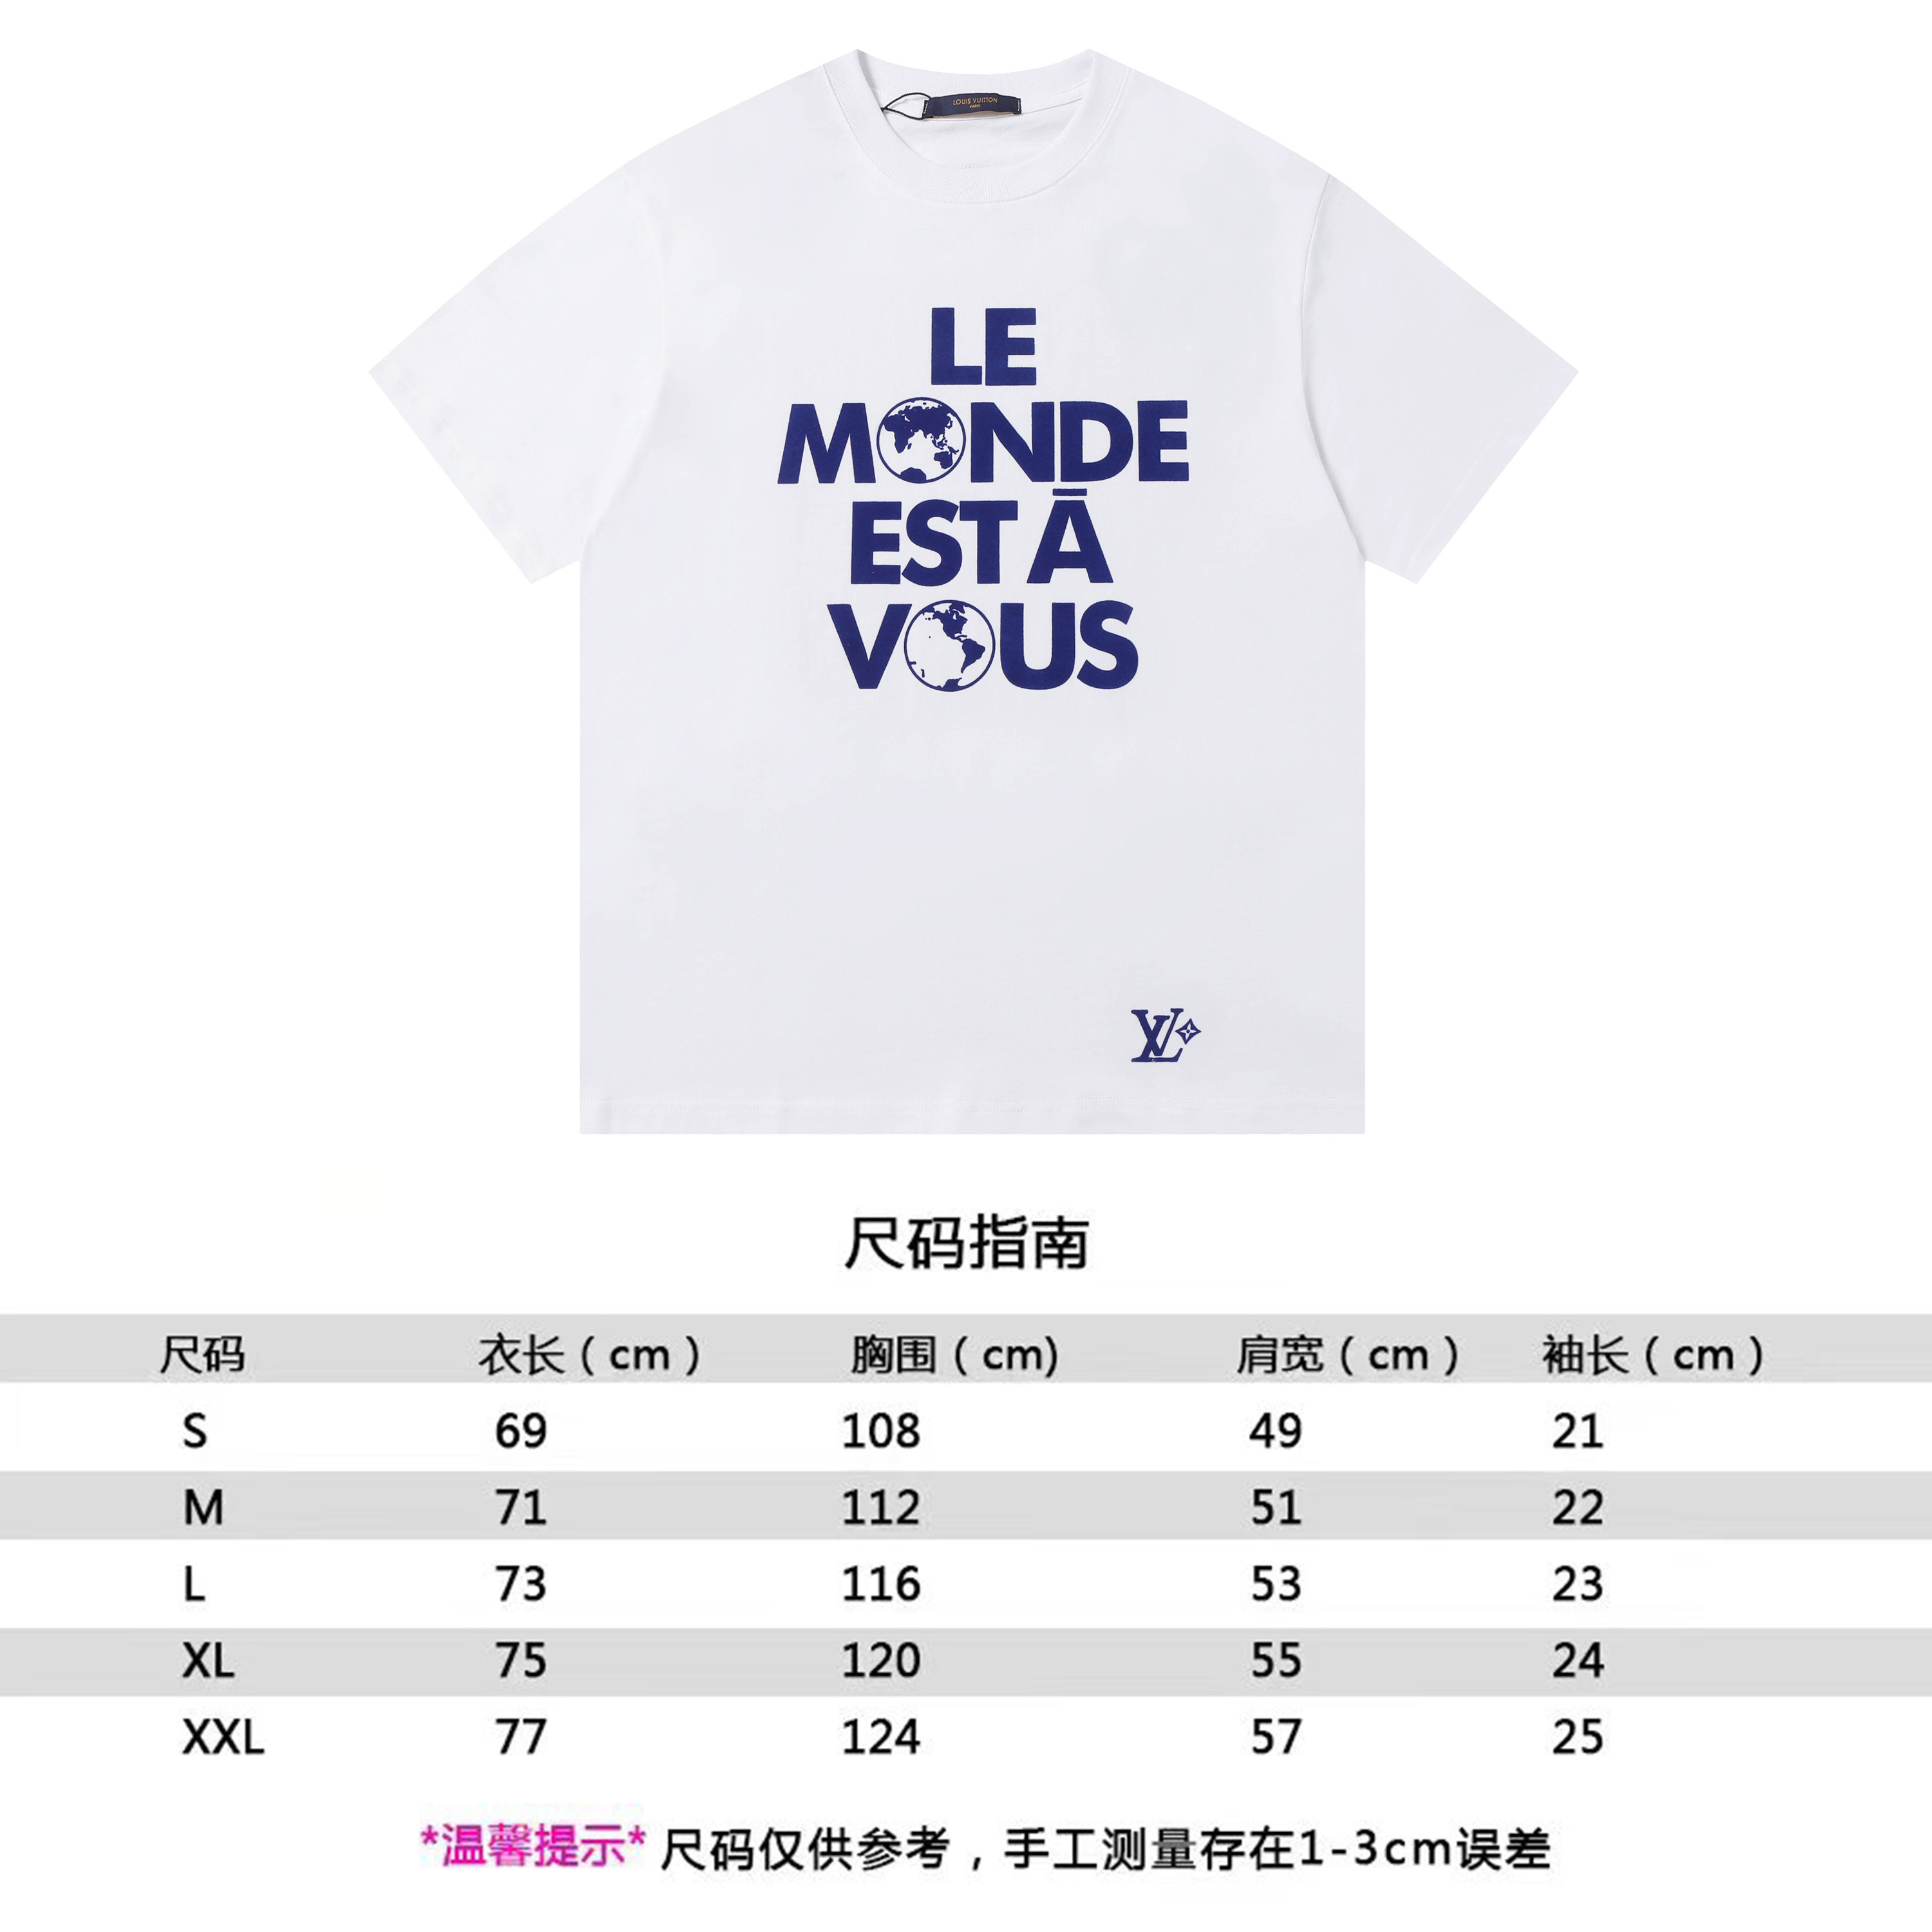 LOUIS VUITTON
LE
MONDE
EST Ā
VOUS
LV
尺码指南
尺码 衣长（cm） 胸围（cm) 肩宽（cm） 袖长（cm）
S 69 108 49 21
M 71 112 51 22
L 73 116 53 23
XL 75 120 55 24
XXL 77 124 57 25
*温馨提示* 尺码仅供参考，手工测量存在1-3cm误差